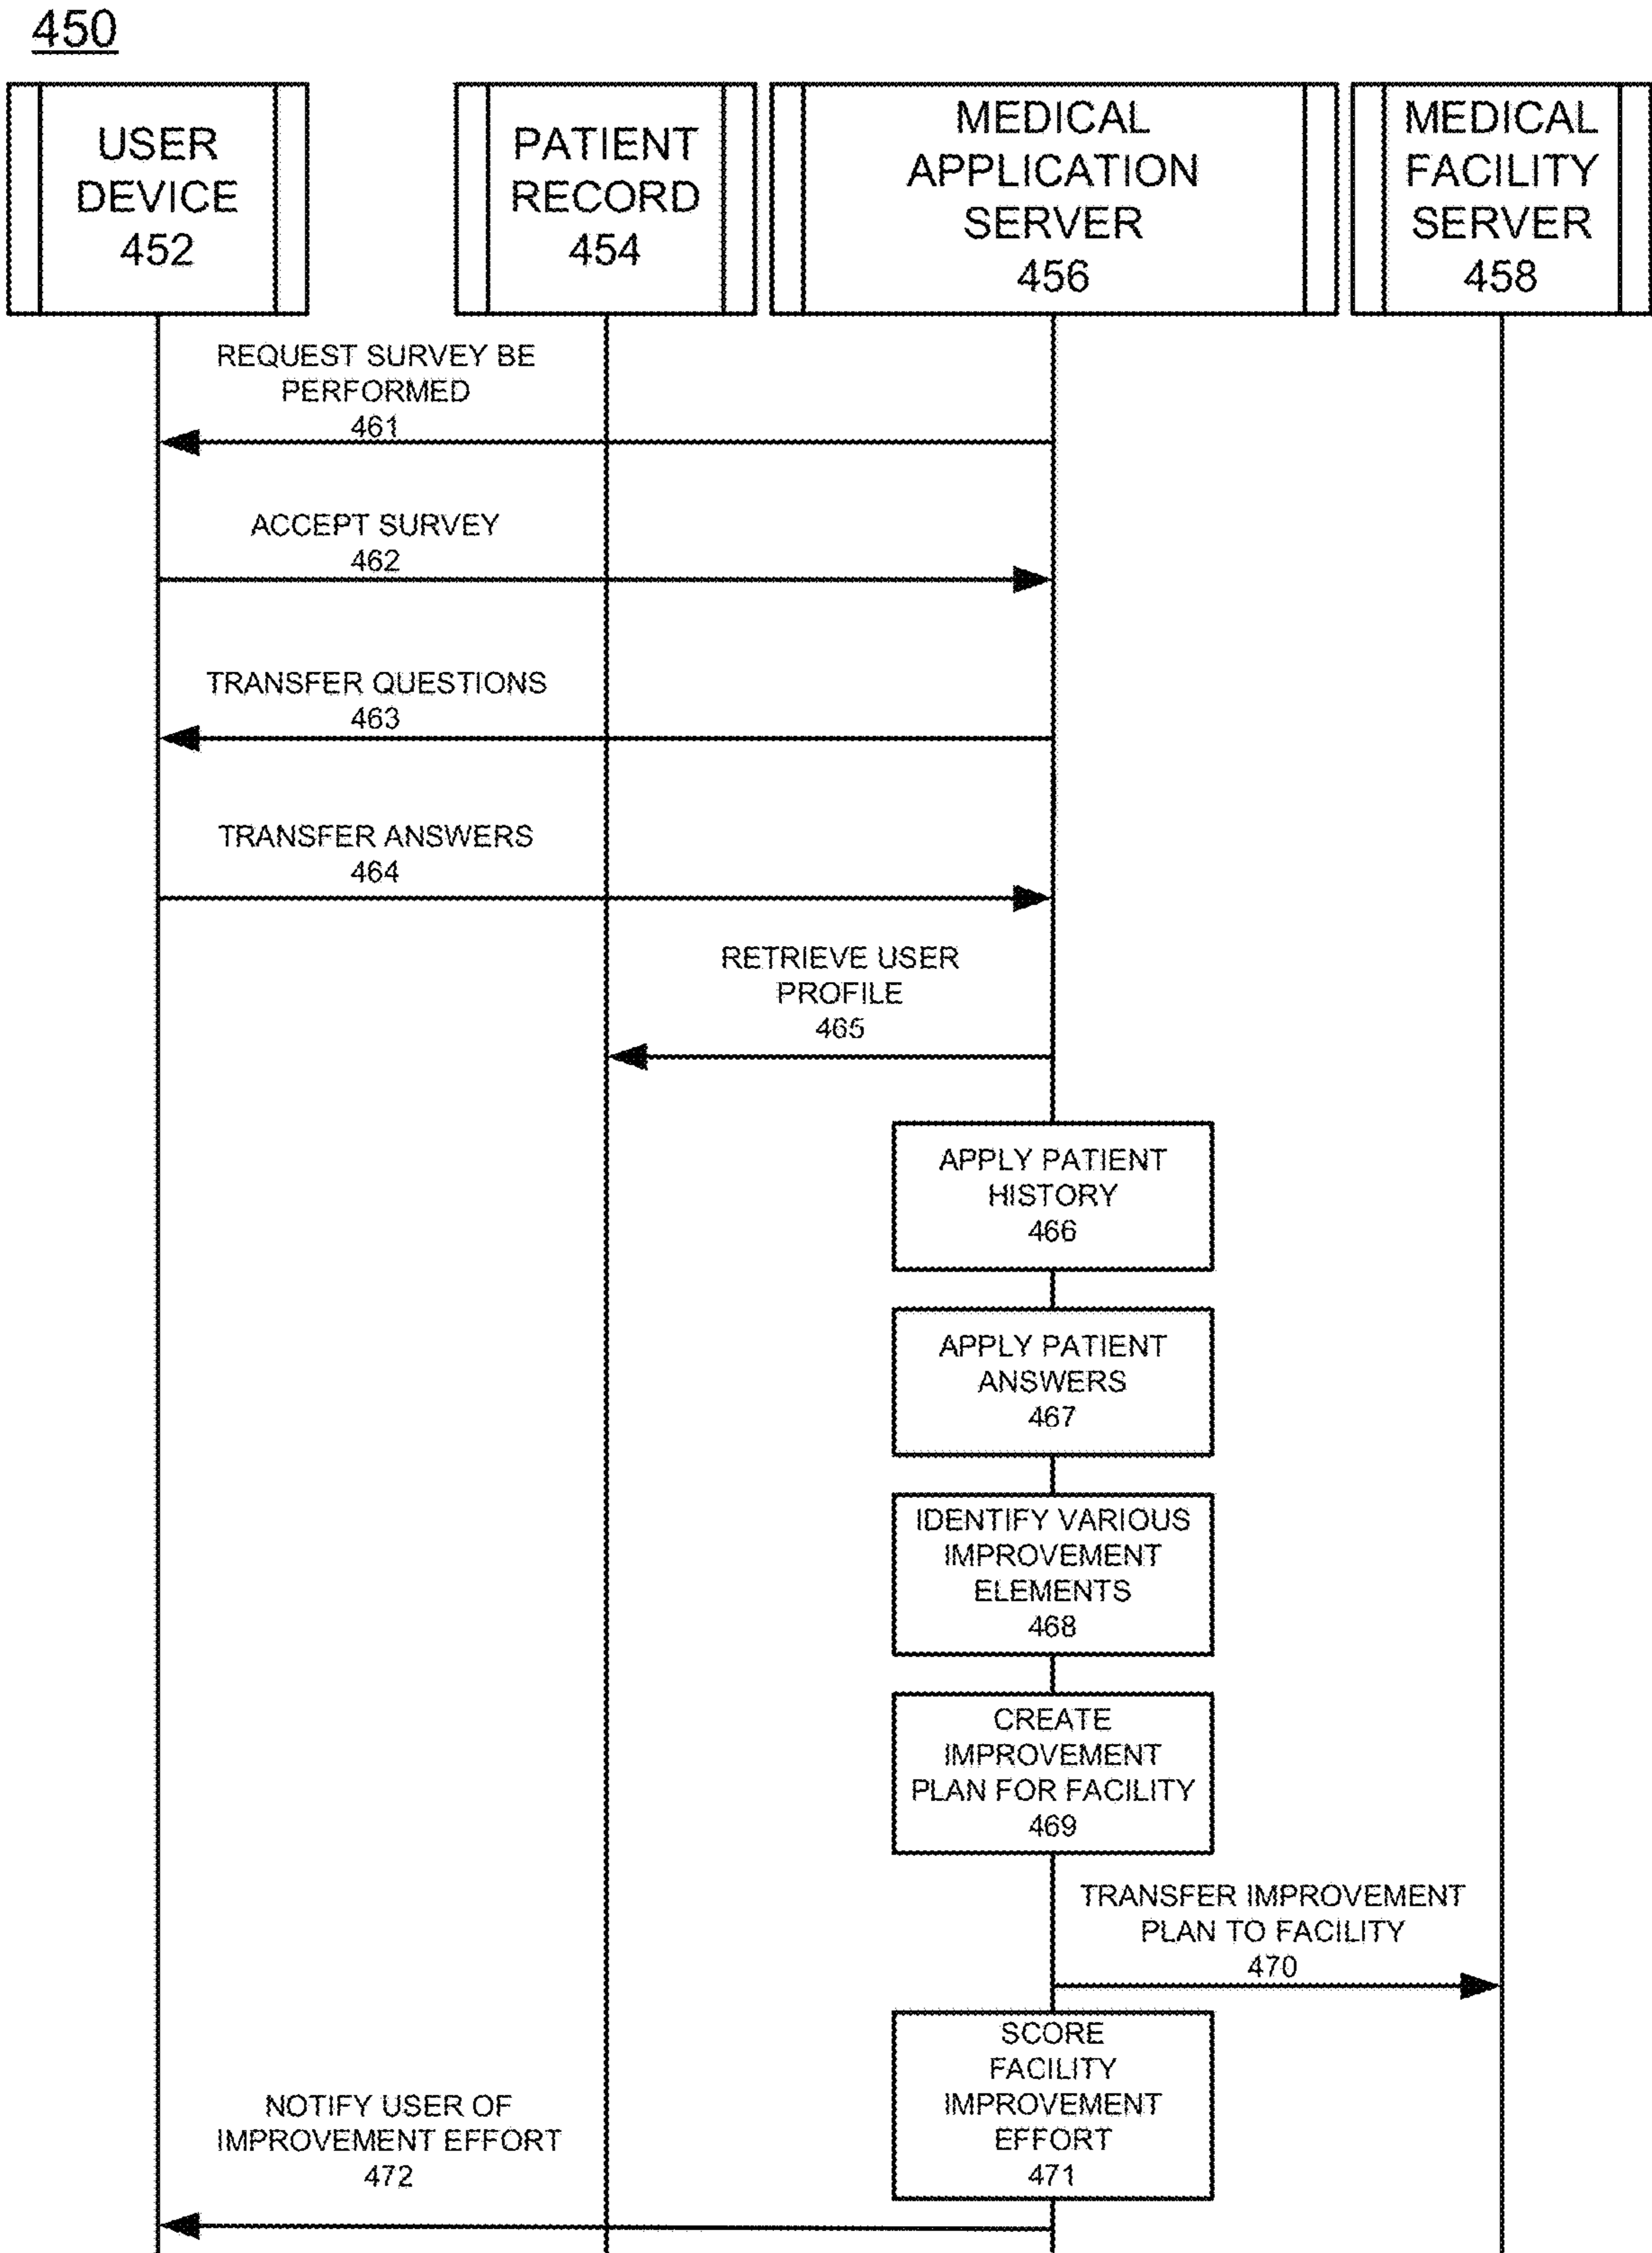 450
USER
DEVICE
452
PATIENT
RECORD
454
MEDICAL
APPLICATION
SERVER
456
MEDICAL
FACILITY
SERVER
458
REQUEST SURVEY BE
PERFORMED
461
ACCEPT SURVEY
462
TRANSFER QUESTIONS
463
TRANSFER ANSWERS
464
RETRIEVE USER
PROFILE
465
APPLY PATIENT
HISTORY
466
APPLY PATIENT
ANSWERS
467
IDENTIFY VARIOUS
IMPROVEMENT
ELEMENTS
468
CREATE
IMPROVEMENT
PLAN FOR FACILITY
469
TRANSFER IMPROVEMENT
PLAN TO FACILITY
470
SCORE
FACILITY
IMPROVEMENT
EFFORT
471
NOTIFY USER OF
IMPROVEMENT EFFORT
472